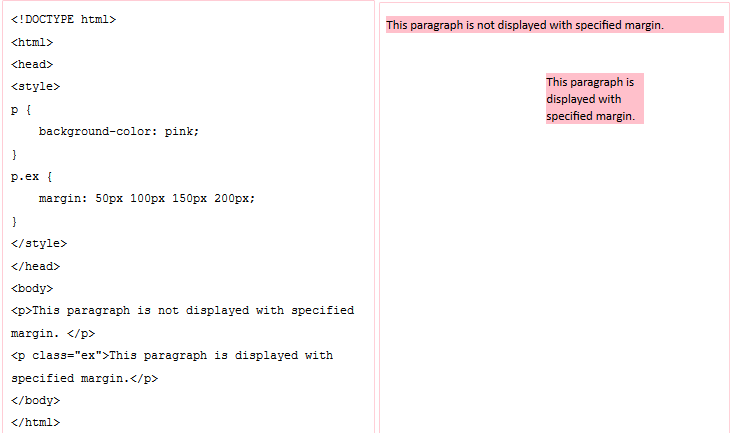 <!DOCTYPE html>
<html>
<head>
<style>
p {
    background-color: pink;
}
p.ex {
    margin: 50px 100px 150px 200px;
}
</style>
</head>
<body>
<p>This paragraph is not displayed with specified
margin. </p>
<p class="ex">This paragraph is displayed with
specified margin.</p>
</body>
</html>
This paragraph is not displayed with specified margin.
This paragraph is
displayed with
specified margin.